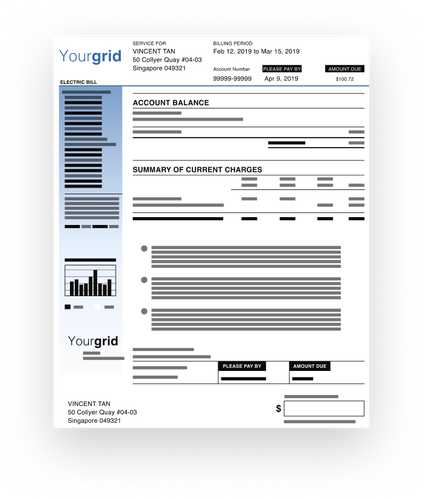 Yourgrid
ELECTRIC BILL
SERVICE FOR
VINCENT TAN
50 Collyer Quay #04-03
Singapore 049321
BILLING PERIOD
Feb 12, 2019 to Mar 15, 2019
Account Number
PLEASE PAY BY
AMOUNT DUE
99999-99999
Apr 9, 2019
$100.72
ACCOUNT BALANCE
SUMMARY OF CURRENT CHARGES
Yourgrid
PLEASE PAY BY
AMOUNT DUE
VINCENT TAN
50 Collyer Quay #04-03
Singapore 049321
$